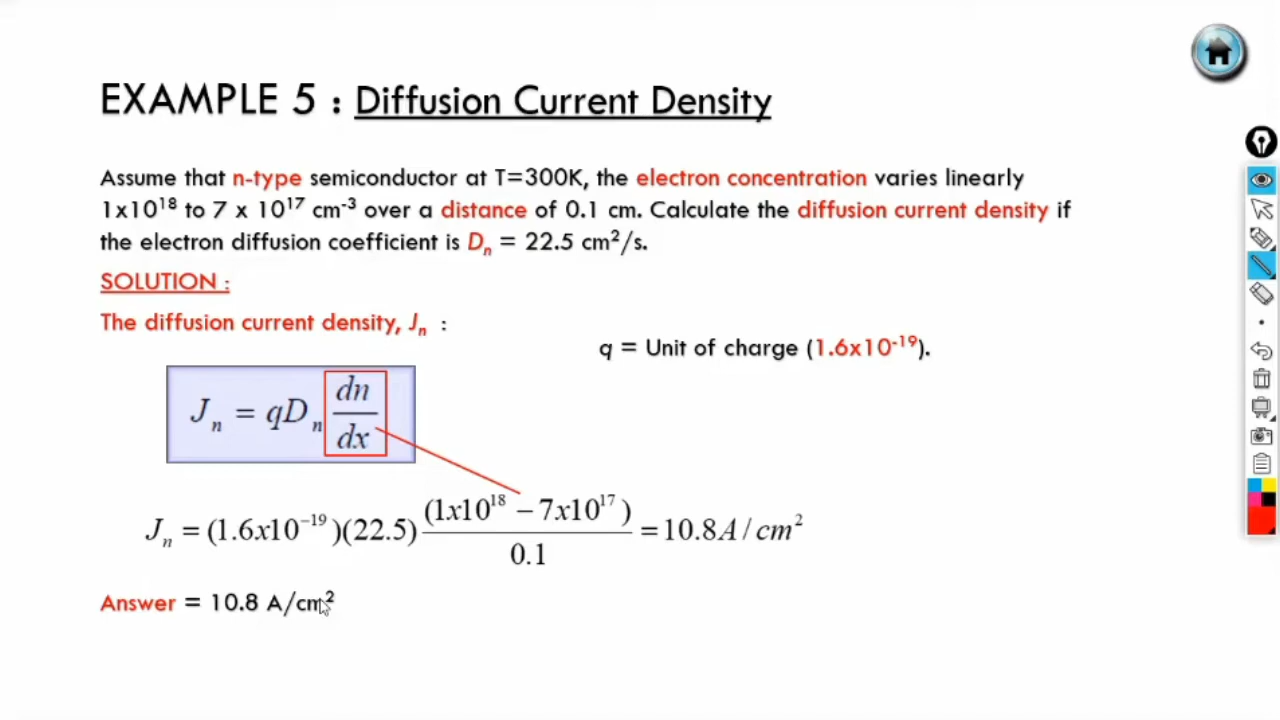 EXAMPLE 5 : Diffusion Current Density
Assume that n-type semiconductor at T=300K, the electron concentration varies linearly
1x10¹⁸ to 7 x 10¹⁷ cm⁻³ over a distance of 0.1 cm. Calculate the diffusion current density if
the electron diffusion coefficient is Dₙ = 22.5 cm²/s.
SOLUTION :
The diffusion current density, Jₙ :
q = Unit of charge (1.6x10⁻¹⁹).
Jₙ = qDₙ dn/dx
Jₙ = (1.6x10⁻¹⁹)(22.5) (1x10¹⁸ − 7x10¹⁷)/0.1 = 10.8A/cm²
Answer = 10.8 A/cm²